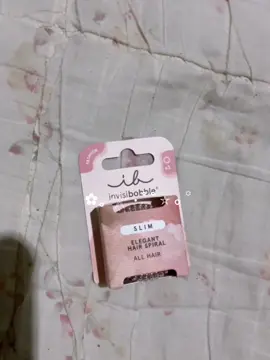 ib
invisibobble
SLIM
ELEGANT
HAIR SPIRAL
ALL HAIR